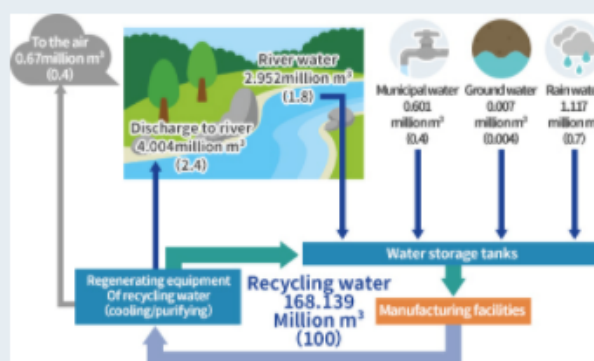 To the air
0.67million m³
(0.4)
River water
2.952million m³
(1.8)
Discharge to river
4.004million m³
(2.4)
Municipal water
0.601
million m³
(0.4)
Ground water
0.007
million m³
(0.004)
Rain wate
1.117
million m
(0.7)
Water storage tanks
Regenerating equipment
Of recycling water
(cooling/purifying)
Recycling water
168.139
Million m³
(100)
Manufacturing facilities